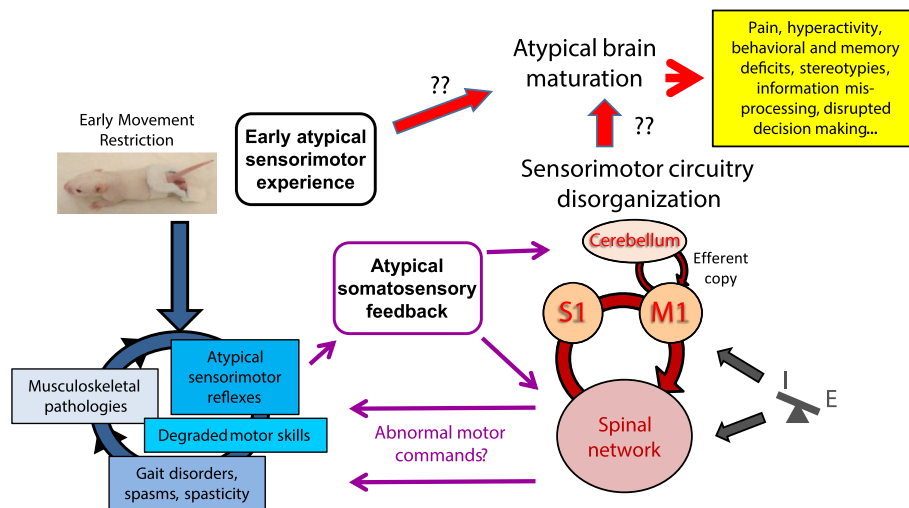 Early Movement
Restriction
Early atypical
sensorimotor
experience
??
Atypical brain
maturation
Pain, hyperactivity,
behavioral and memory
deficits, stereotypies,
information mis-
processing, disrupted
decision making...
??
Sensorimotor circuitry
disorganization
Cerebellum
Efferent
copy
Atypical
somatosensory
feedback
S1
M1
Atypical
sensorimotor
reflexes
Musculoskeletal
pathologies
Degraded motor skills
Gait disorders,
spasms, spasticity
Abnormal motor
commands?
Spinal
network
I
E